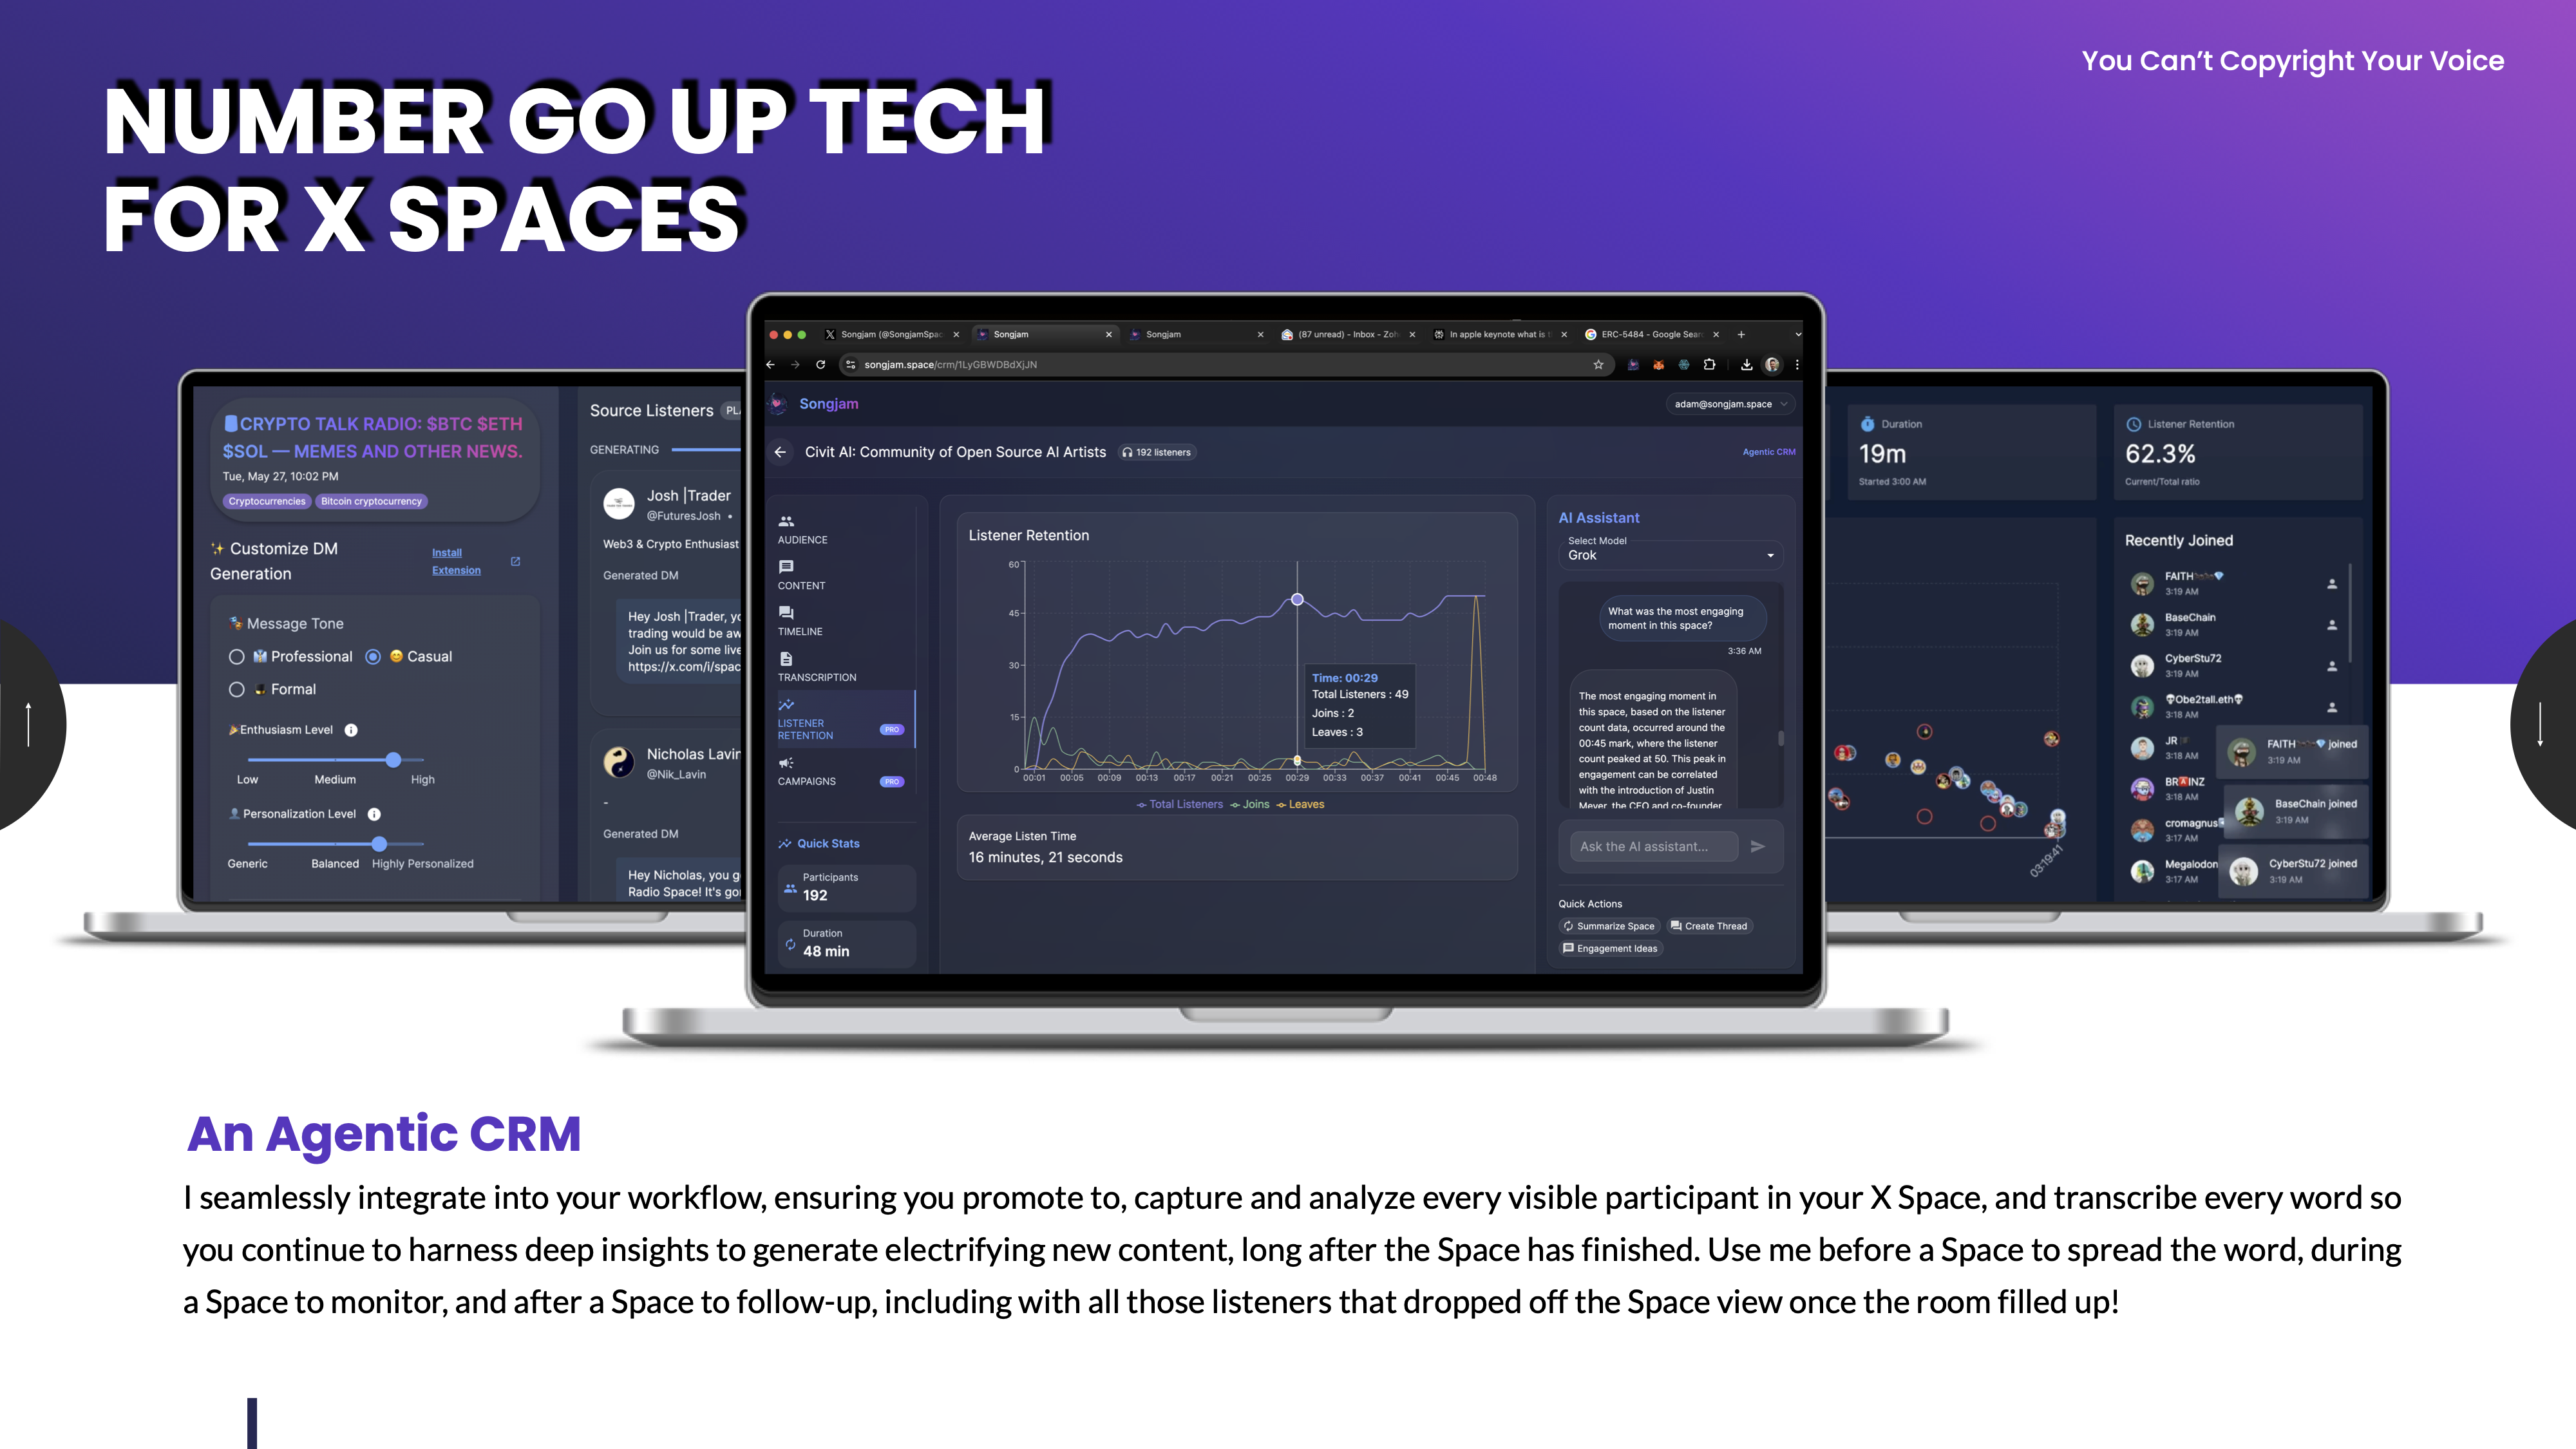 You Can't Copyright Your Voice
NUMBER GO UP TECH
FOR X SPACES
CRYPTO TALK RADIO: $BTC $ETH
$SOL — MEMES AND OTHER NEWS.
Tue, May 27, 10:02 PM
Cryptocurrencies
Bitcoin cryptocurrency
Customize DM
Generation
Install
Extension
Message Tone
Professional
Casual
Formal
Enthusiasm Level
Low Medium High
Personalization Level
Generic Balanced Highly Personalized
Source Listeners
GENERATING
Josh |Trader
@FuturesJosh •
Web3 & Crypto Enthusiast
Generated DM
Hey Josh |Trader,
trading would be
Join us for some live
https://x.com/i/spac
Nicholas Lavin
@Nik_Lavin
-
Generated DM
Hey Nicholas, you
Radio Space! It's
Songjam (@SongjamSpac
Songjam
Songjam
(87 unread) - Inbox - Zoh
In apple keynote what is
ERC-5484 - Google Sear
songjam.space/crm/1LyGBWDBdXjJN
Songjam
adam@songjam.space
Civit AI: Community of Open Source AI Artists
192 listeners
Agentic CRM
AUDIENCE
CONTENT
TIMELINE
TRANSCRIPTION
LISTENER
RETENTION
PRO
CAMPAIGNS
PRO
Quick Stats
Participants
192
Duration
48 min
Listener Retention
60
45
30
15
0
00:01 00:05 00:09 00:13 00:17 00:21 00:25 00:29 00:33 00:37 00:41 00:45 00:48
Time: 00:29
Total Listeners : 49
Joins : 2
Leaves : 3
Total Listeners Joins Leaves
Average Listen Time
16 minutes, 21 seconds
AI Assistant
Select Model
Grok
What was the most engaging
moment in this space?
3:36 AM
The most engaging moment in
this space, based on the listener
count data, occurred around the
00:45 mark, where the listener
count peaked at 50. This peak in
engagement can be correlated
with the introduction of Justin
Meyer, the CEO and co-founder
Ask the AI assistant...
Quick Actions
Summarize Space
Create Thread
Engagement Ideas
Duration
19m
Started 3:00 AM
Listener Retention
62.3%
Current/Total ratio
03:19:41
Recently Joined
FAITH
3:19 AM
BaseChain
3:19 AM
CyberStu72
3:19 AM
Obe2tall.eth
3:18 AM
JR
3:18 AM
BRAINZ
3:18 AM
cromagnus
3:17 AM
Megalodon
3:17 AM
FAITH joined
3:19 AM
BaseChain joined
3:19 AM
CyberStu72 joined
3:19 AM
An Agentic CRM
I seamlessly integrate into your workflow, ensuring you promote to, capture and analyze every visible participant in your X Space, and transcribe every word so
you continue to harness deep insights to generate electrifying new content, long after the Space has finished. Use me before a Space to spread the word, during
a Space to monitor, and after a Space to follow-up, including with all those listeners that dropped off the Space view once the room filled up!